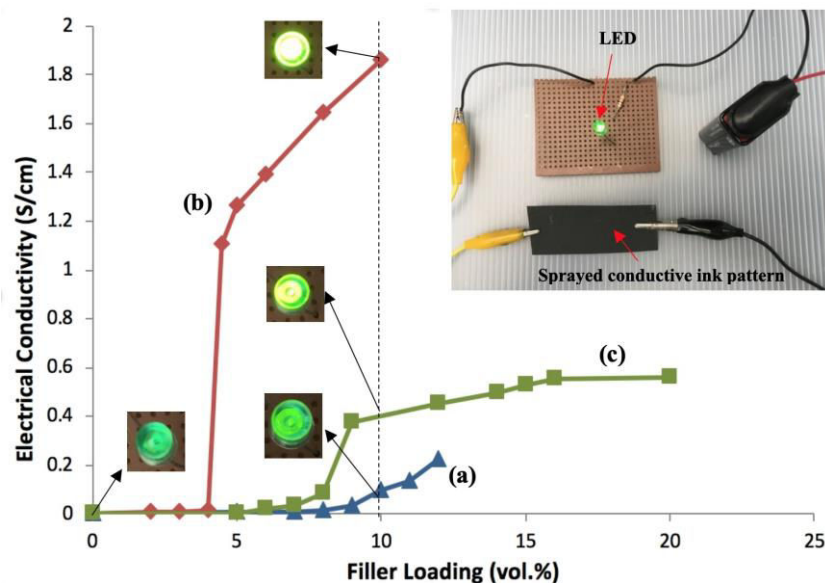 2
1.8
1.6
1.4
1.2
1
0.8
0.6
0.4
0.2
0
Electrical Conductivity (S/cm)
(b)
(c)
(a)
LED
Sprayed conductive ink pattern
0 5 10 15 20 25
Filler Loading (vol.%)